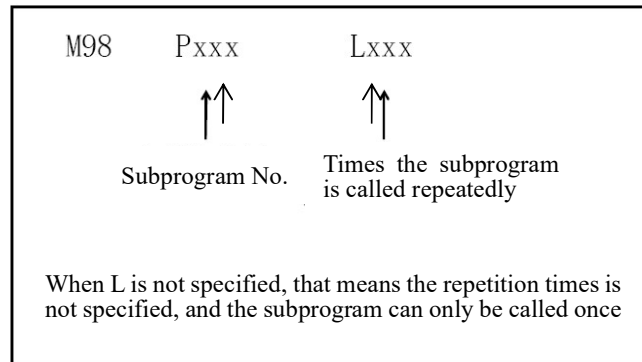 M98 Pxxx Lxxx
Subprogram No.
Times the subprogram
is called repeatedly
When L is not specified, that means the repetition times is
not specified, and the subprogram can only be called once